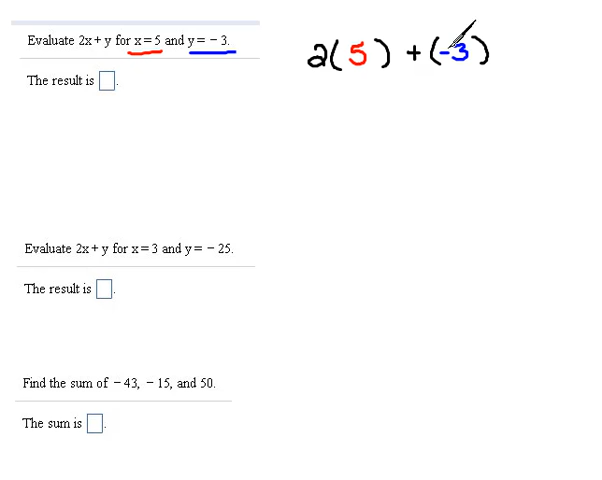 Evaluate 2x + y for x = 5 and y = − 3.
2(5) + (-3)
The result is .
Evaluate 2x + y for x = 3 and y = − 25.
The result is .
Find the sum of − 43, − 15, and 50.
The sum is .